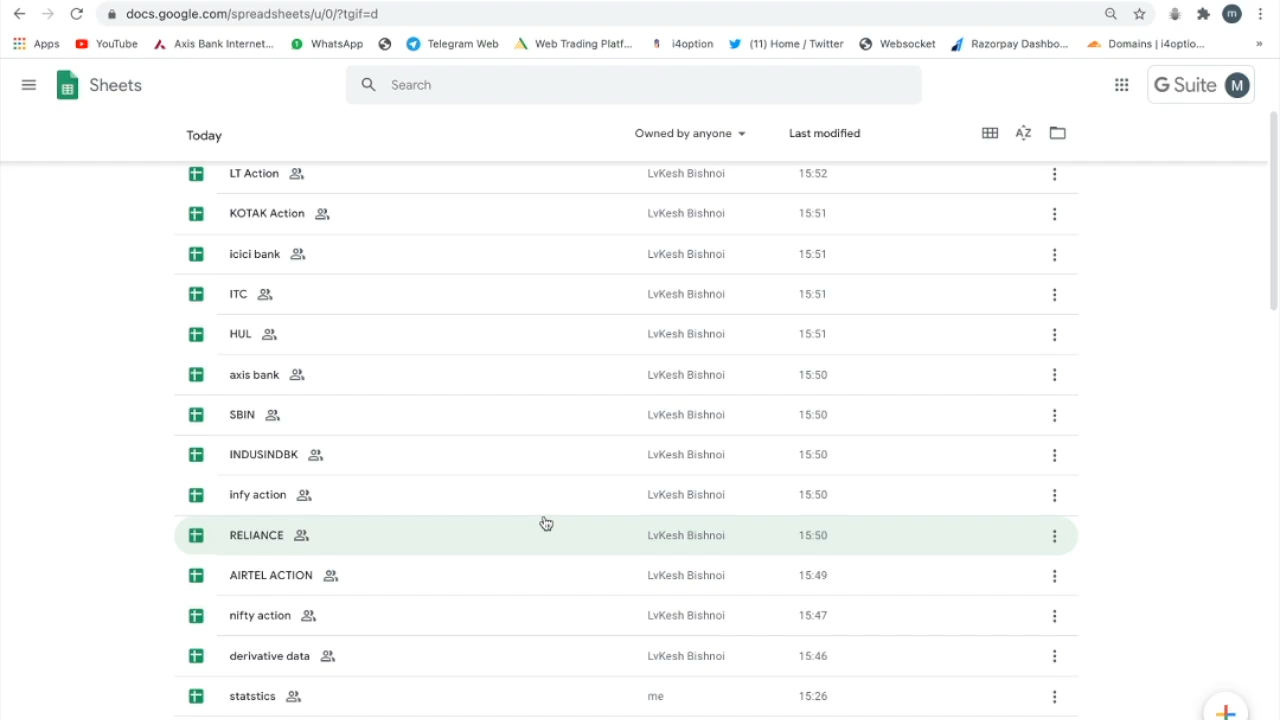 docs.google.com/spreadsheets/u/0/?tgif=d m
Apps YouTube Axis Bank Internet... WhatsApp Telegram Web Web Trading Platf... i4option (11) Home / Twitter Websocket Razorpay Dashbo... Domains | i4optio... »
Sheets Search G Suite M
Today Owned by anyone Last modified AZ
LT Action LvKesh Bishnoi 15:52
KOTAK Action LvKesh Bishnoi 15:51
icici bank LvKesh Bishnoi 15:51
ITC LvKesh Bishnoi 15:51
HUL LvKesh Bishnoi 15:51
axis bank LvKesh Bishnoi 15:50
SBIN LvKesh Bishnoi 15:50
INDUSINDBK LvKesh Bishnoi 15:50
infy action LvKesh Bishnoi 15:50
RELIANCE LvKesh Bishnoi 15:50
AIRTEL ACTION LvKesh Bishnoi 15:49
nifty action LvKesh Bishnoi 15:47
derivative data LvKesh Bishnoi 15:46
statstics me 15:26